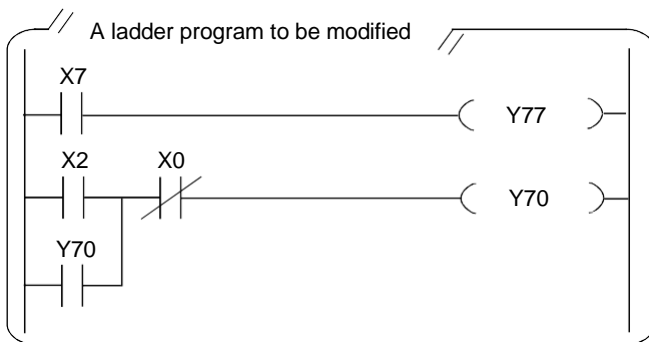 A ladder program to be modified
X7
Y77
X2 X0
Y70
Y70